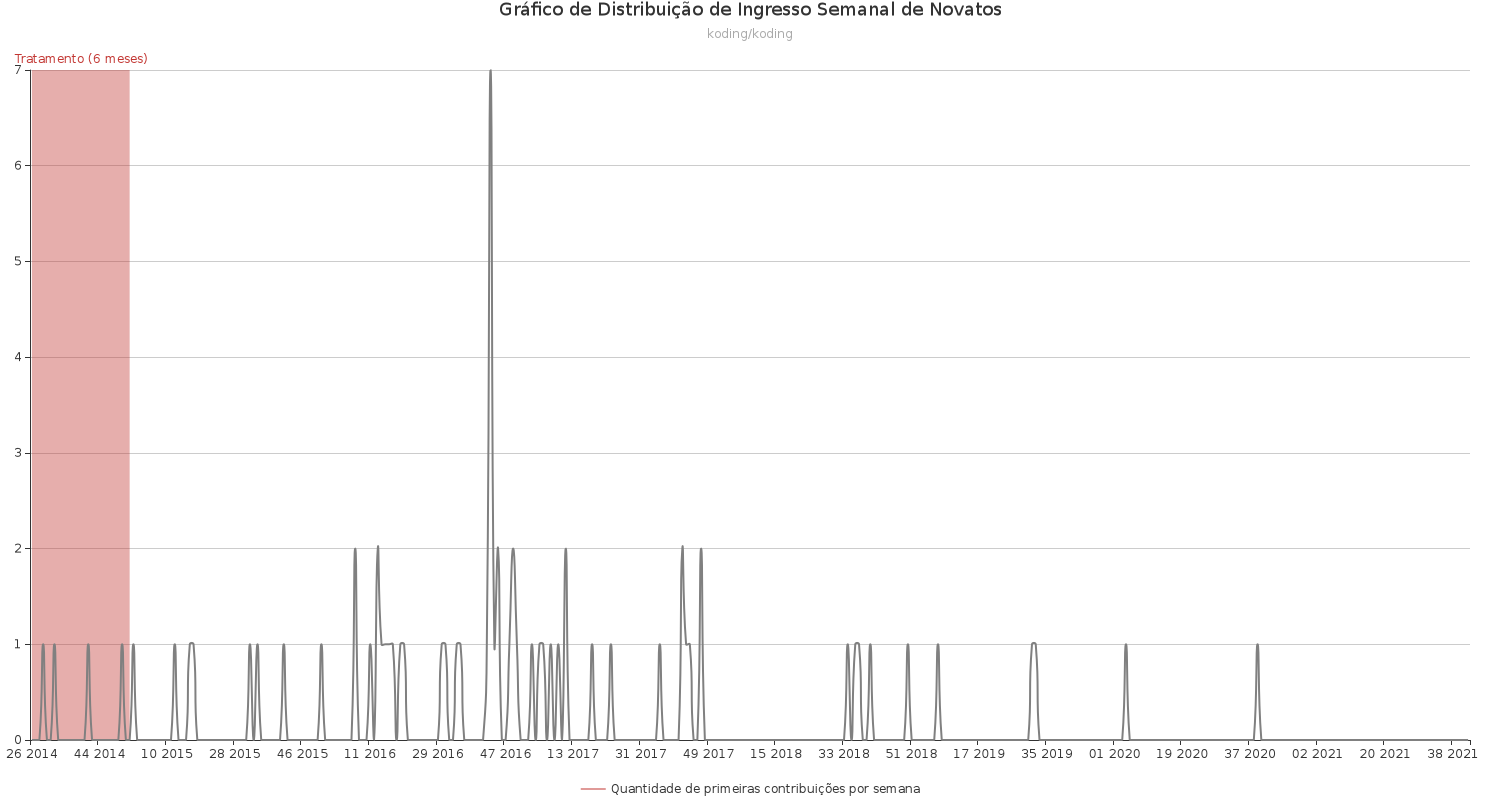 Gráfico de Distribuição de Ingresso Semanal de Novatos
koding/koding
Tratamento (6 meses)
7
6
5
4
3
2
1
0
26 2014 44 2014 10 2015 28 2015 46 2015 11 2016 29 2016 47 2016 13 2017 31 2017 49 2017 15 2018 33 2018 51 2018 17 2019 35 2019 01 2020 19 2020 37 2020 02 2021 20 2021 38 2021
Quantidade de primeiras contribuições por semana